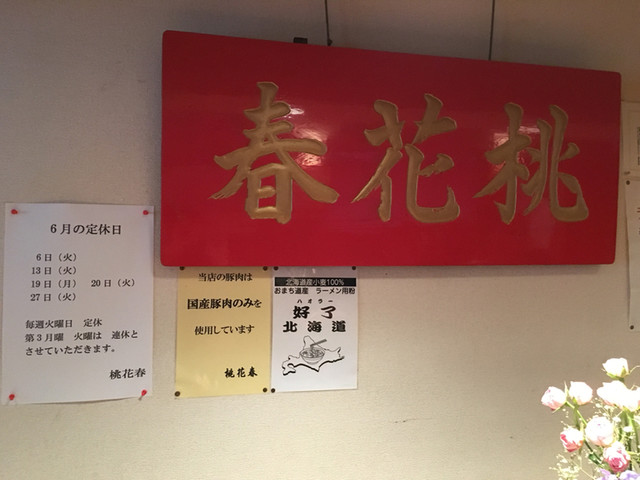 春花桃
6月の定休日
6日（火）
13日（火）
19日（月） 20日（火）
27日（火）
毎週火曜日 定休
第3月曜 火曜は 連休と
させていただきます。
桃花春
当店の豚肉は
国産豚肉のみを
使用しています
桃花春
北海道産小麦100%
おまち道産 ラーメン用粉
ハオラー
好了
北海道